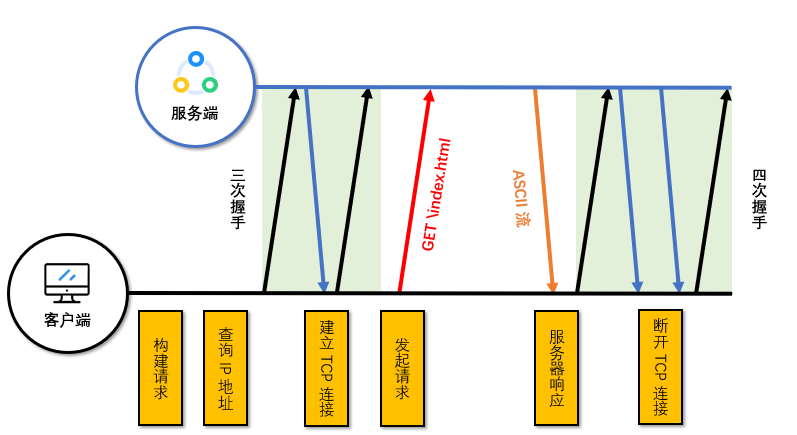 服务端
三次握手
GET \index.html
ASCII 流
四次握手
客户端
构建请求
查询 IP 地址
建立 TCP 连接
发起请求
服务器响应
断开 TCP 连接